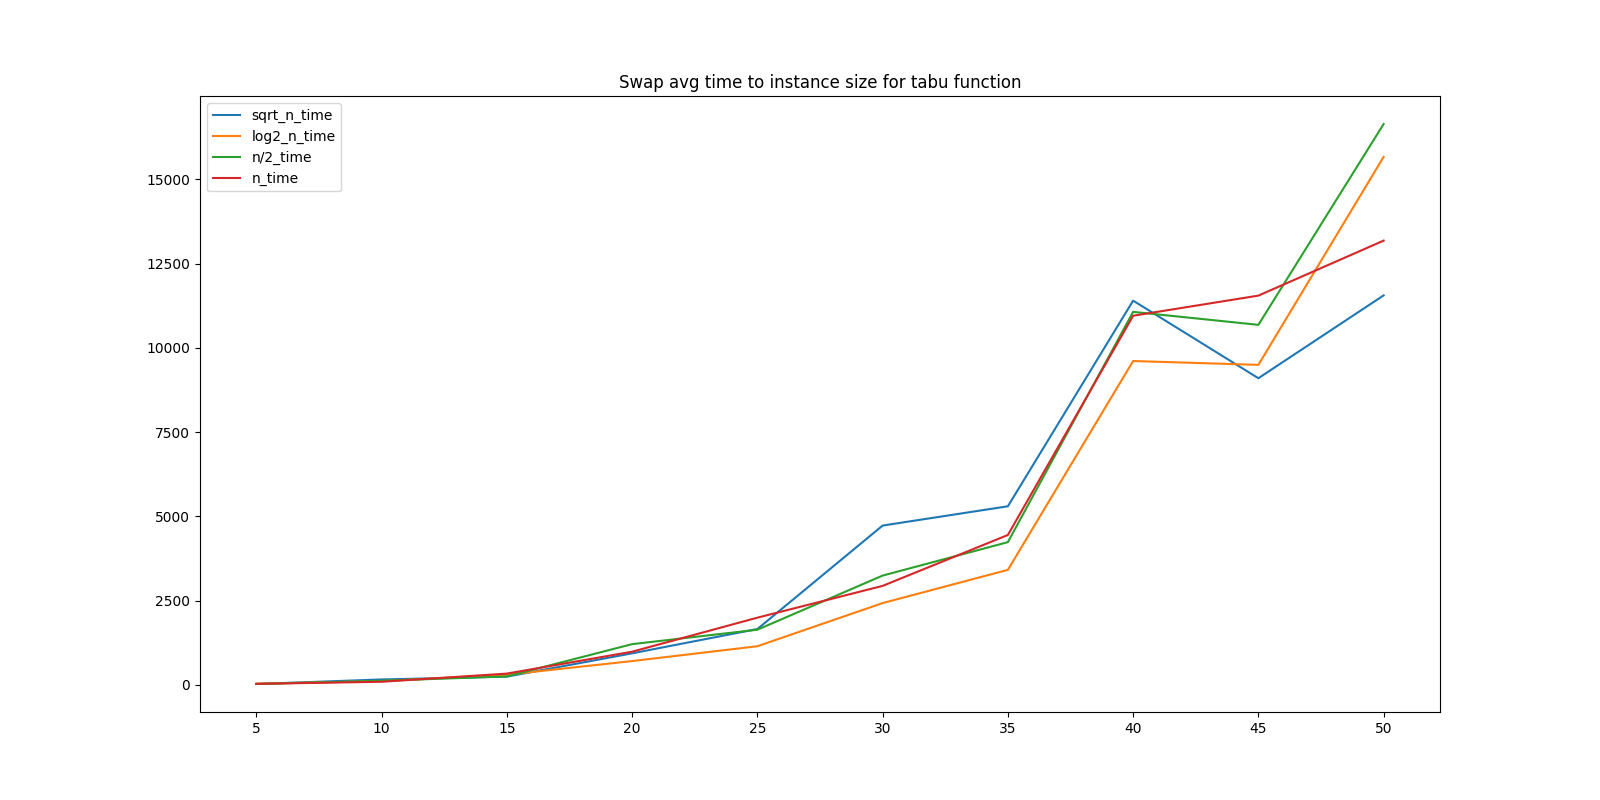 Swap avg time to instance size for tabu function
sqrt_n_time
log2_n_time
n/2_time
n_time
15000
12500
10000
7500
5000
2500
0
5 10 15 20 25 30 35 40 45 50